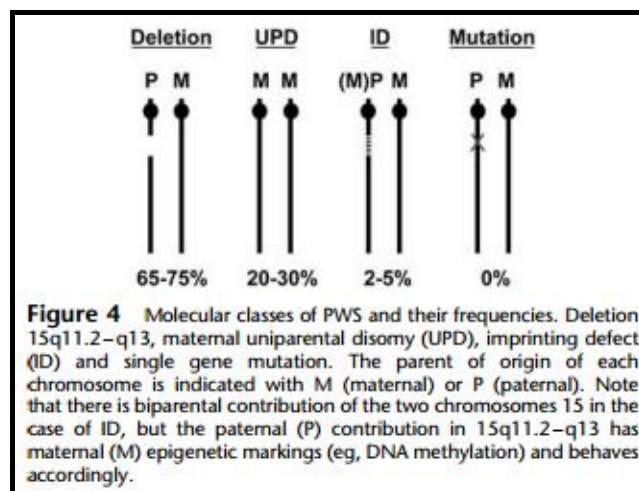 Deletion UPD ID Mutation
P M M M (M)P M P M
65-75% 20-30% 2-5% 0%
Figure 4 Molecular classes of PWS and their frequencies. Deletion
15q11.2–q13, maternal uniparental disomy (UPD), imprinting defect
(ID) and single gene mutation. The parent of origin of each
chromosome is indicated with M (maternal) or P (paternal). Note
that there is biparental contribution of the two chromosomes 15 in the
case of ID, but the paternal (P) contribution in 15q11.2–q13 has
maternal (M) epigenetic markings (eg, DNA methylation) and behaves
accordingly.